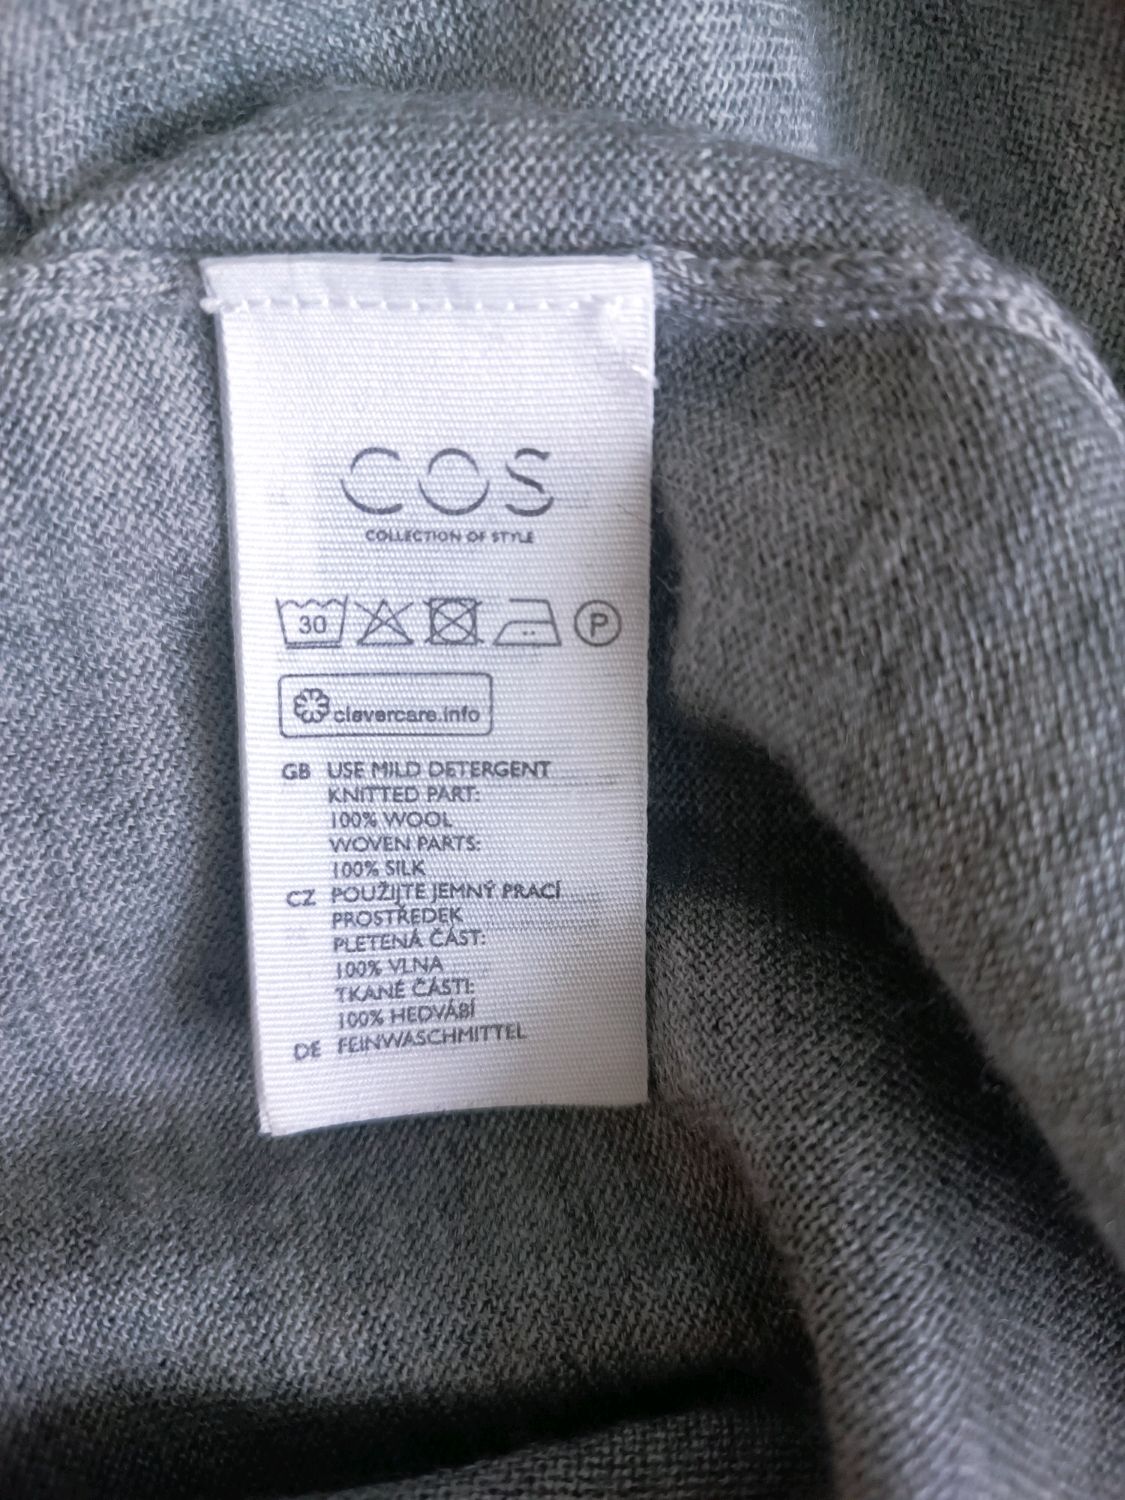 COS
COLLECTION OF STYLE
30
P
clevercare.info
GB USE MILD DETERGENT
KNITTED PART:
100% WOOL
WOVEN PARTS:
100% SILK
CZ POUŽIJTE JEMNÝ PRACÍ
PROSTŘEDEK
PLETENÁ ČÁST:
100% VLNA
TKANÉ ČÁSTI:
100% HEDVÁBÍ
DE FEINWASCHMITTEL